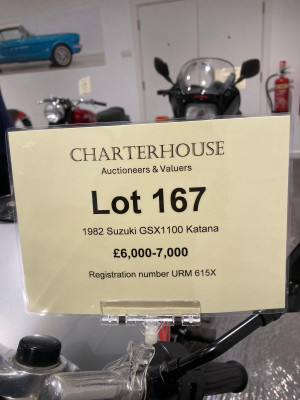 CHARTERHOUSE
Auctioneers & Valuers
Lot 167
1982 Suzuki GSX1100 Katana
£6,000-7,000
Registration number URM 615X